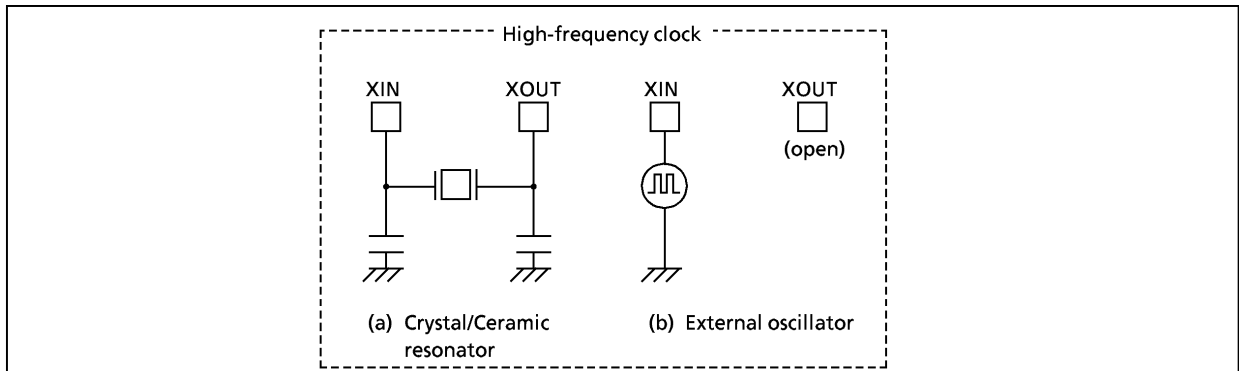 High-frequency clock
XIN
XOUT
XIN
XOUT
(open)
(a) Crystal/Ceramic
resonator
(b) External oscillator